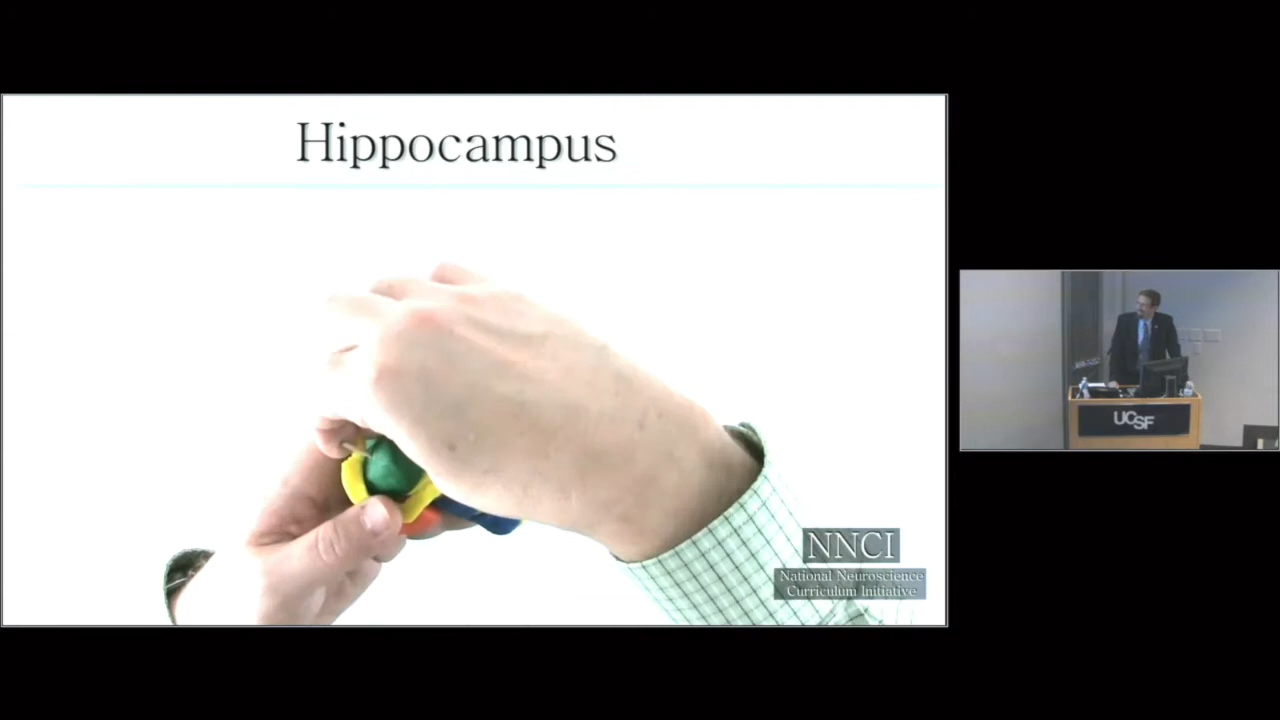 Hippocampus
NNCI
National Neuroscience
Curriculum Initiative
UCSF